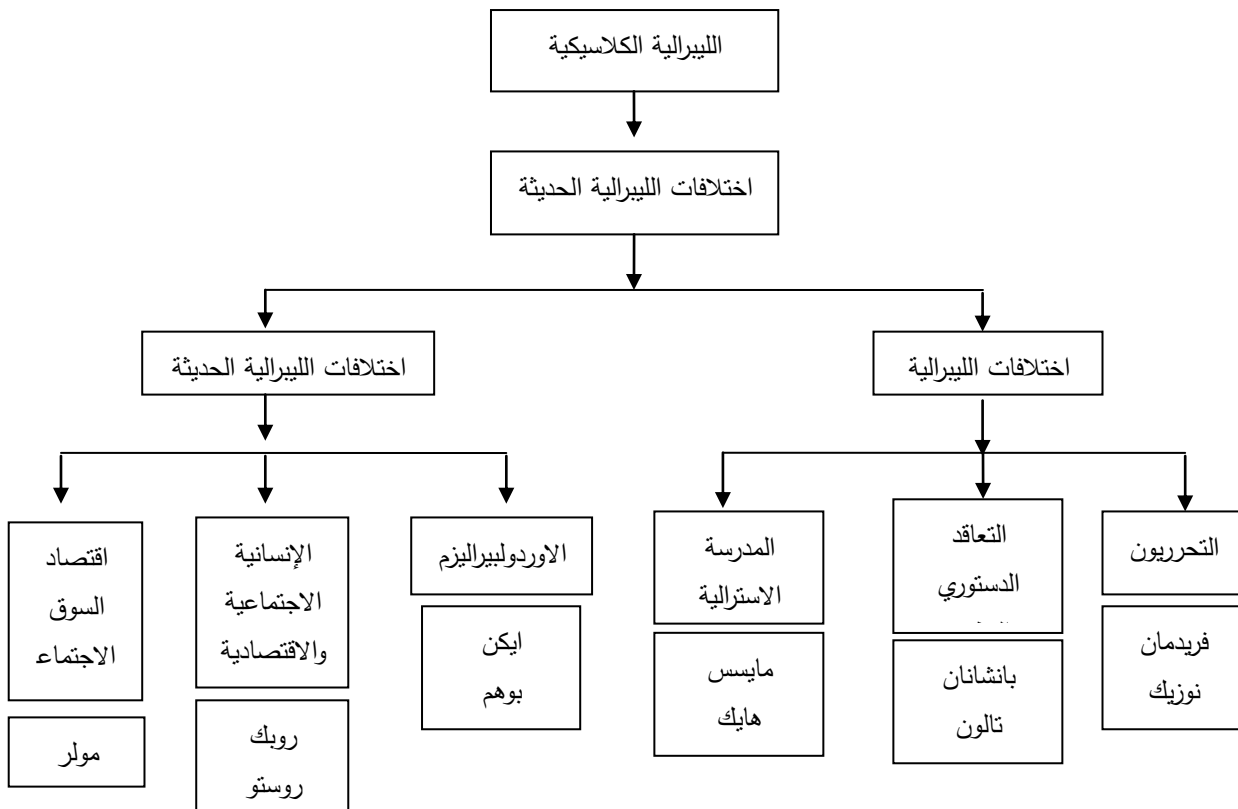 الليبرالية الكلاسيكية
اختلافات الليبرالية الحديثة
اختلافات الليبرالية
اختلافات الليبرالية الحديثة
التحرريون
فريدمان
نوزيك
التعاقد
الدستوري
بانشانان
تالون
المدرسة
الاسترالية
مايسس
هايك
الاوردولبيراليزم
ايكن
بوهم
الإنسانية
الاجتماعية
والاقتصادية
روبك
روستو
اقتصاد
السوق
الاجتماع
مولر